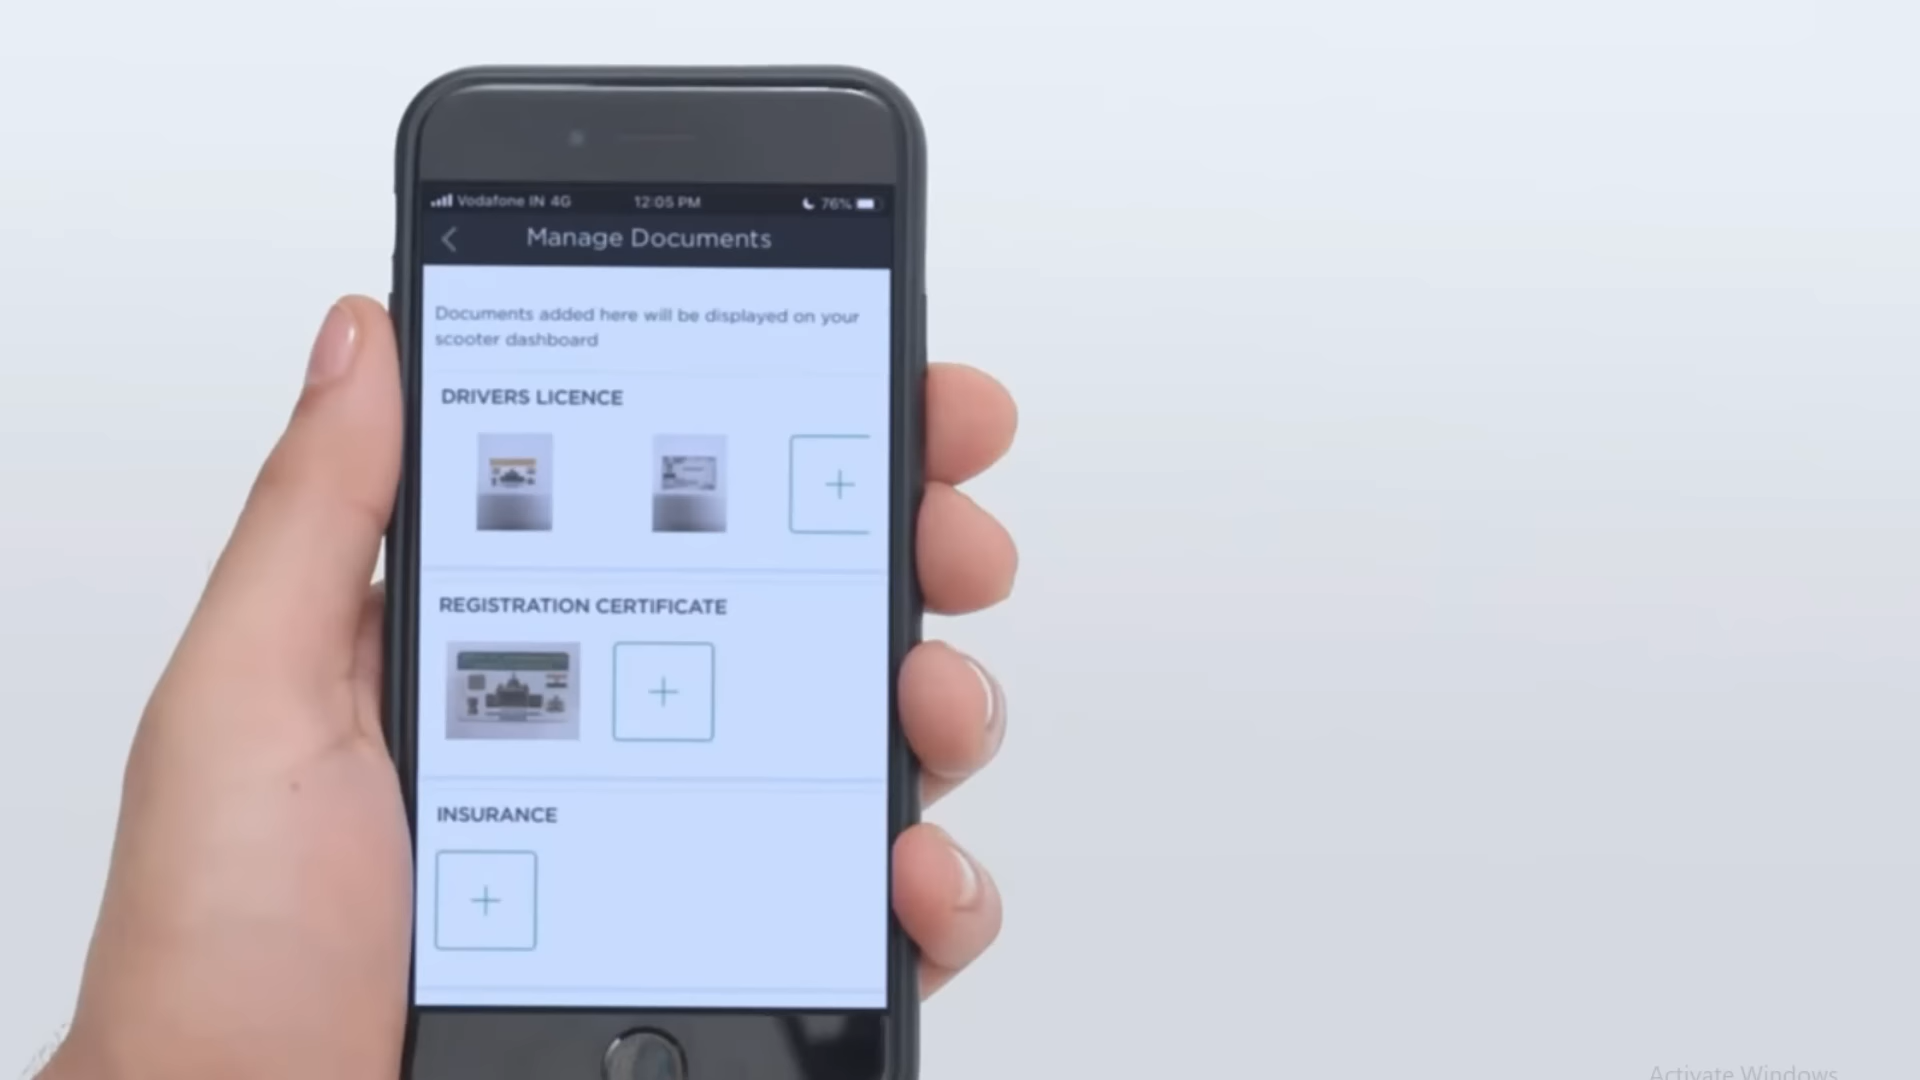 Vodafone IN 4G 12:05 PM 76%
Manage Documents
Documents added here will be displayed on your
scooter dashboard
DRIVERS LICENCE
REGISTRATION CERTIFICATE
INSURANCE
Activate Windows